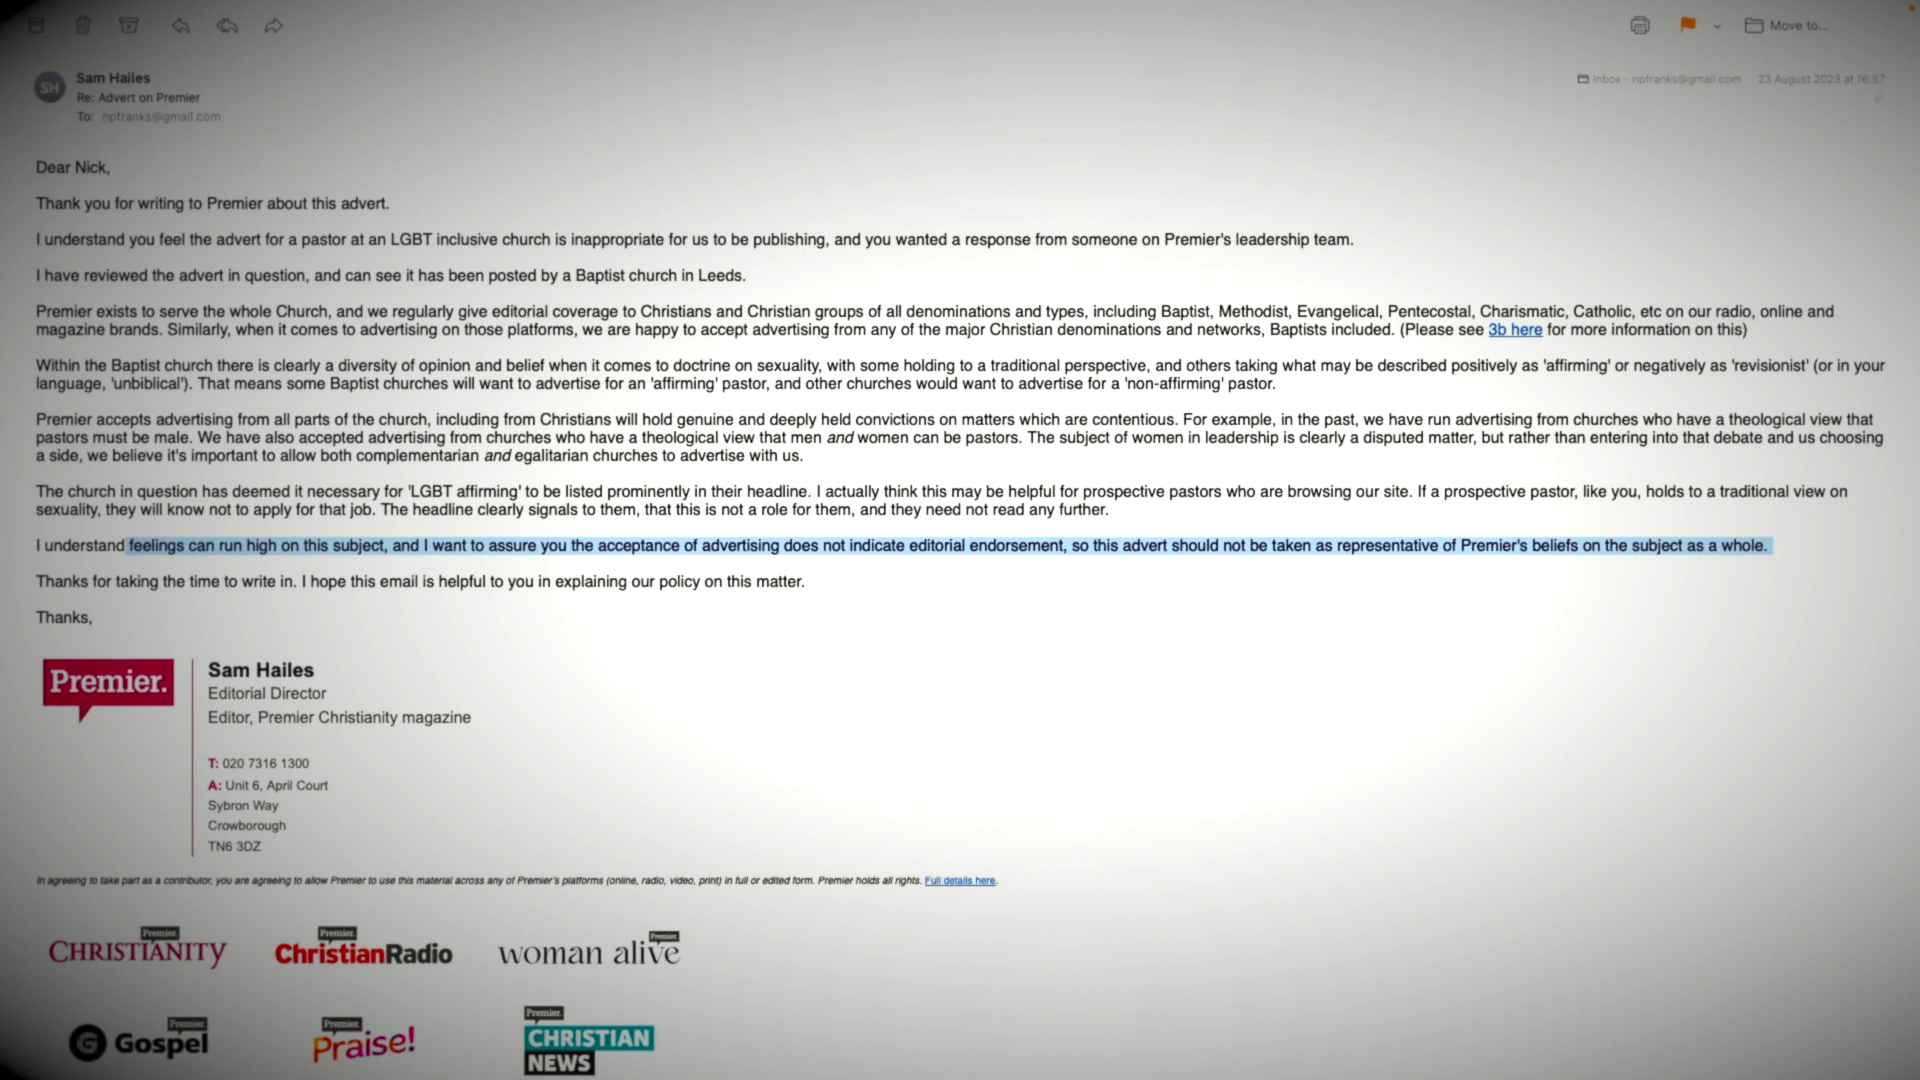 Move to...
SH
Sam Hailes
Re: Advert on Premier
To: npfranks@gmail.com
Inbox - npfranks@gmail.com 23 August 2023 at 16:57
Dear Nick,
Thank you for writing to Premier about this advert.
I understand you feel the advert for a pastor at an LGBT inclusive church is inappropriate for us to be publishing, and you wanted a response from someone on Premier's leadership team.
I have reviewed the advert in question, and can see it has been posted by a Baptist church in Leeds.
Premier exists to serve the whole Church, and we regularly give editorial coverage to Christians and Christian groups of all denominations and types, including Baptist, Methodist, Evangelical, Pentecostal, Charismatic, Catholic, etc on our radio, online and
magazine brands. Similarly, when it comes to advertising on those platforms, we are happy to accept advertising from any of the major Christian denominations and networks, Baptists included. (Please see 3b here for more information on this)
Within the Baptist church there is clearly a diversity of opinion and belief when it comes to doctrine on sexuality, with some holding to a traditional perspective, and others taking what may be described positively as 'affirming' or negatively as 'revisionist' (or in your
language, 'unbiblical'). That means some Baptist churches will want to advertise for an 'affirming' pastor, and other churches would want to advertise for a 'non-affirming' pastor.
Premier accepts advertising from all parts of the church, including from Christians will hold genuine and deeply held convictions on matters which are contentious. For example, in the past, we have run advertising from churches who have a theological view that
pastors must be male. We have also accepted advertising from churches who have a theological view that men and women can be pastors. The subject of women in leadership is clearly a disputed matter, but rather than entering into that debate and us choosing
a side, we believe it's important to allow both complementarian and egalitarian churches to advertise with us.
The church in question has deemed it necessary for 'LGBT affirming' to be listed prominently in their headline. I actually think this may be helpful for prospective pastors who are browsing our site. If a prospective pastor, like you, holds to a traditional view on
sexuality, they will know not to apply for that job. The headline clearly signals to them, that this is not a role for them, and they need not read any further.
I understand feelings can run high on this subject, and I want to assure you the acceptance of advertising does not indicate editorial endorsement, so this advert should not be taken as representative of Premier's beliefs on the subject as a whole.
Thanks for taking the time to write in. I hope this email is helpful to you in explaining our policy on this matter.
Thanks,
Premier.
Sam Hailes
Editorial Director
Editor, Premier Christianity magazine
T: 020 7316 1300
A: Unit 6, April Court
Sybron Way
Crowborough
TN6 3DZ
In agreeing to take part as a contributor, you are agreeing to allow Premier to use this material across any of Premier's platforms (online, radio, video, print) in full or edited form. Premier holds all rights. Full details here.
Premier.
CHRISTIANITY
Premier.
ChristianRadio
Premier.
woman alive
Premier.
G Gospel
Premier.
Praise!
Premier.
CHRISTIAN
NEWS